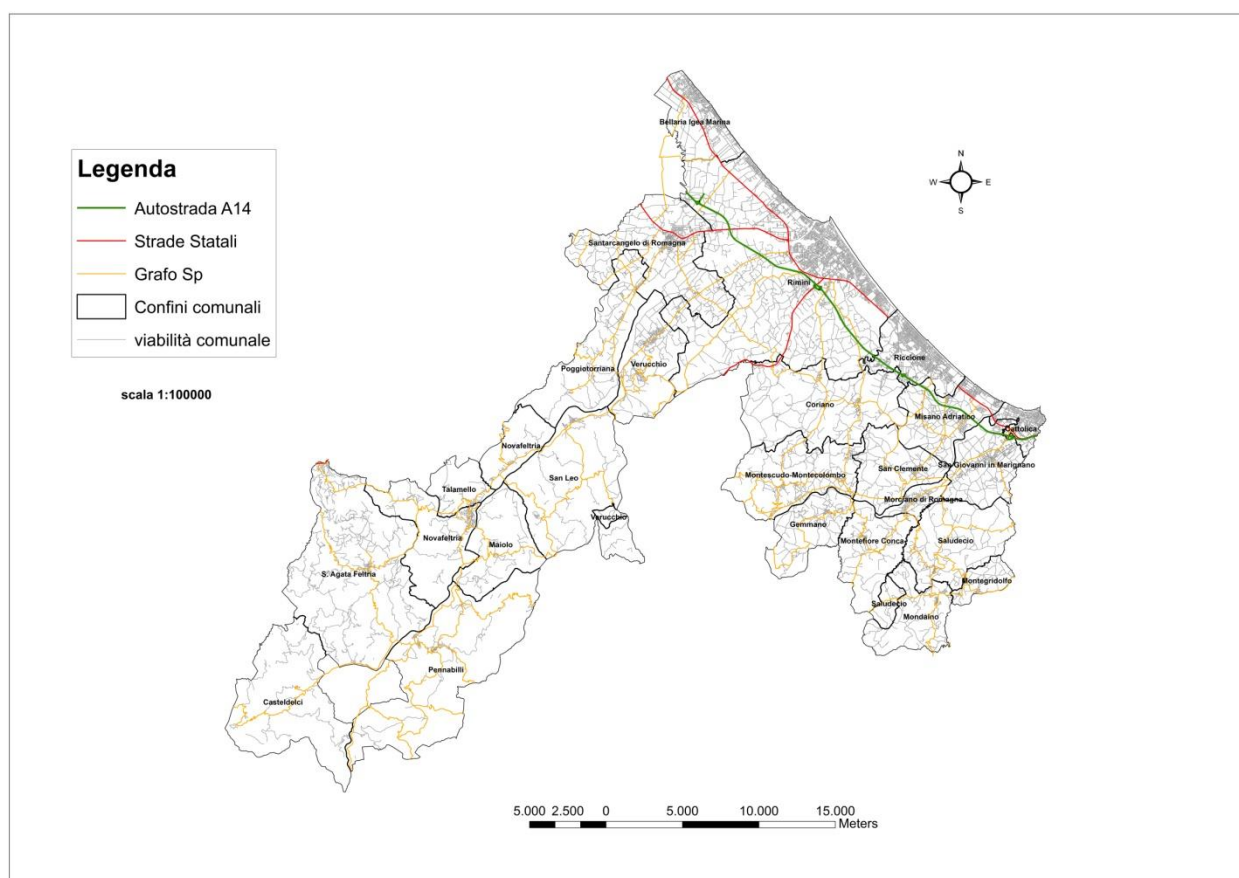 Legenda
Autostrada A14
Strade Statali
Grafo Sp
Confini comunali
viabilità comunale
scala 1:100000
N
W E
S
Bellaria Igea Marina
Santarcangelo di Romagna
Rimini
Riccione
Poggiotorriana
Verucchio
Coriano
Misano Adriatico
Cattolica
Novafeltria
San Leo
Montescudo-Montecolombo
San Clemente
San Giovanni in Marignano
Talamello
Morciano di Romagna
Verucchio
Gemmano
Novafeltria
Maiolo
Montefiore Conca
Saludecio
S. Agata Feltria
Montegridolfo
Saludecio
Mondaino
Pennabilli
Casteldelci
5.000 2.500 0 5.000 10.000 15.000
Meters